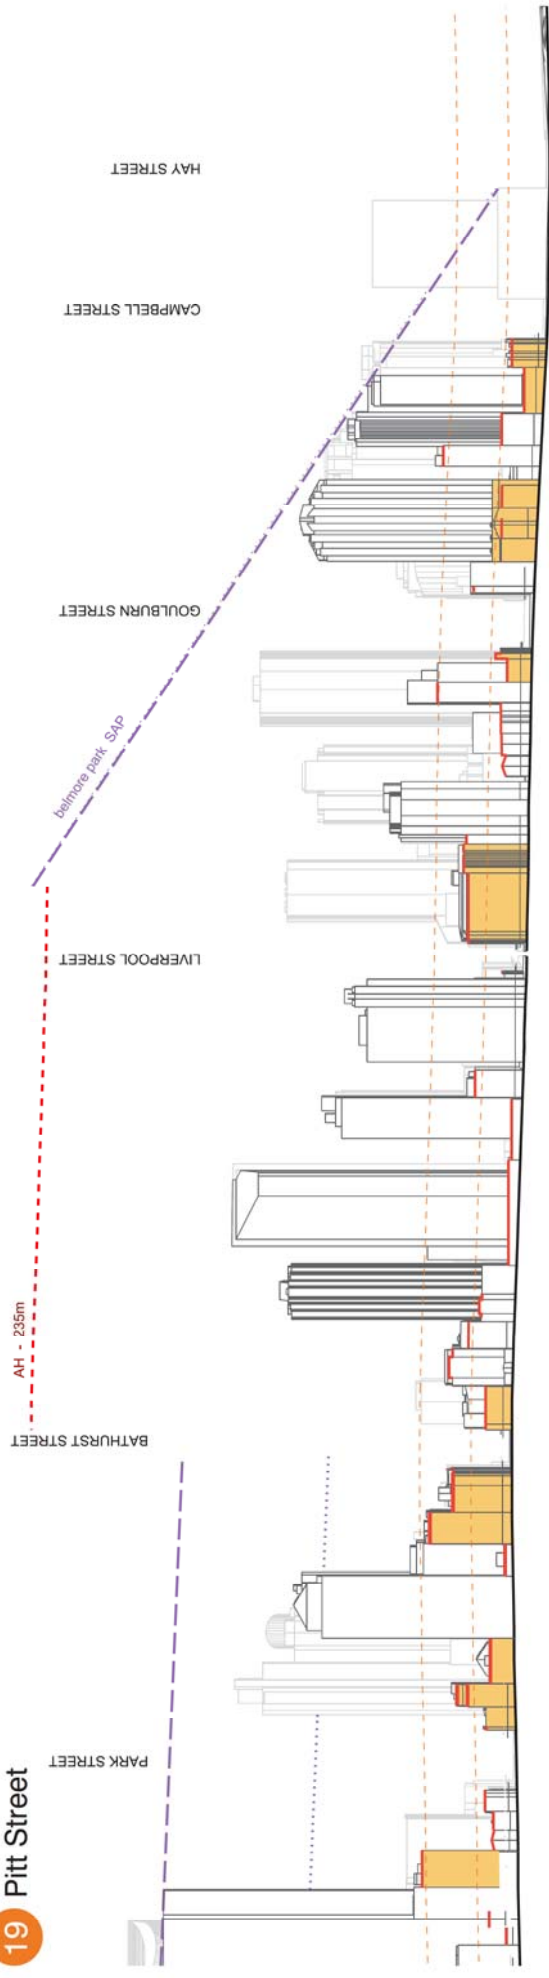 19 Pitt Street
PARK STREET
BATHURST STREET
AH - 235m
LIVERPOOL STREET
belmore park SAP
GOULBURN STREET
CAMPBELL STREET
HAY STREET